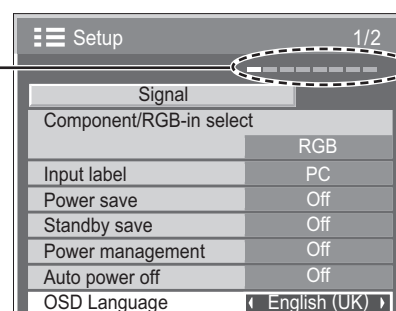 Setup 1/2
Signal
Component/RGB-in select
RGB
Input label PC
Power save Off
Standby save Off
Power management Off
Auto power off Off
OSD Language English (UK)